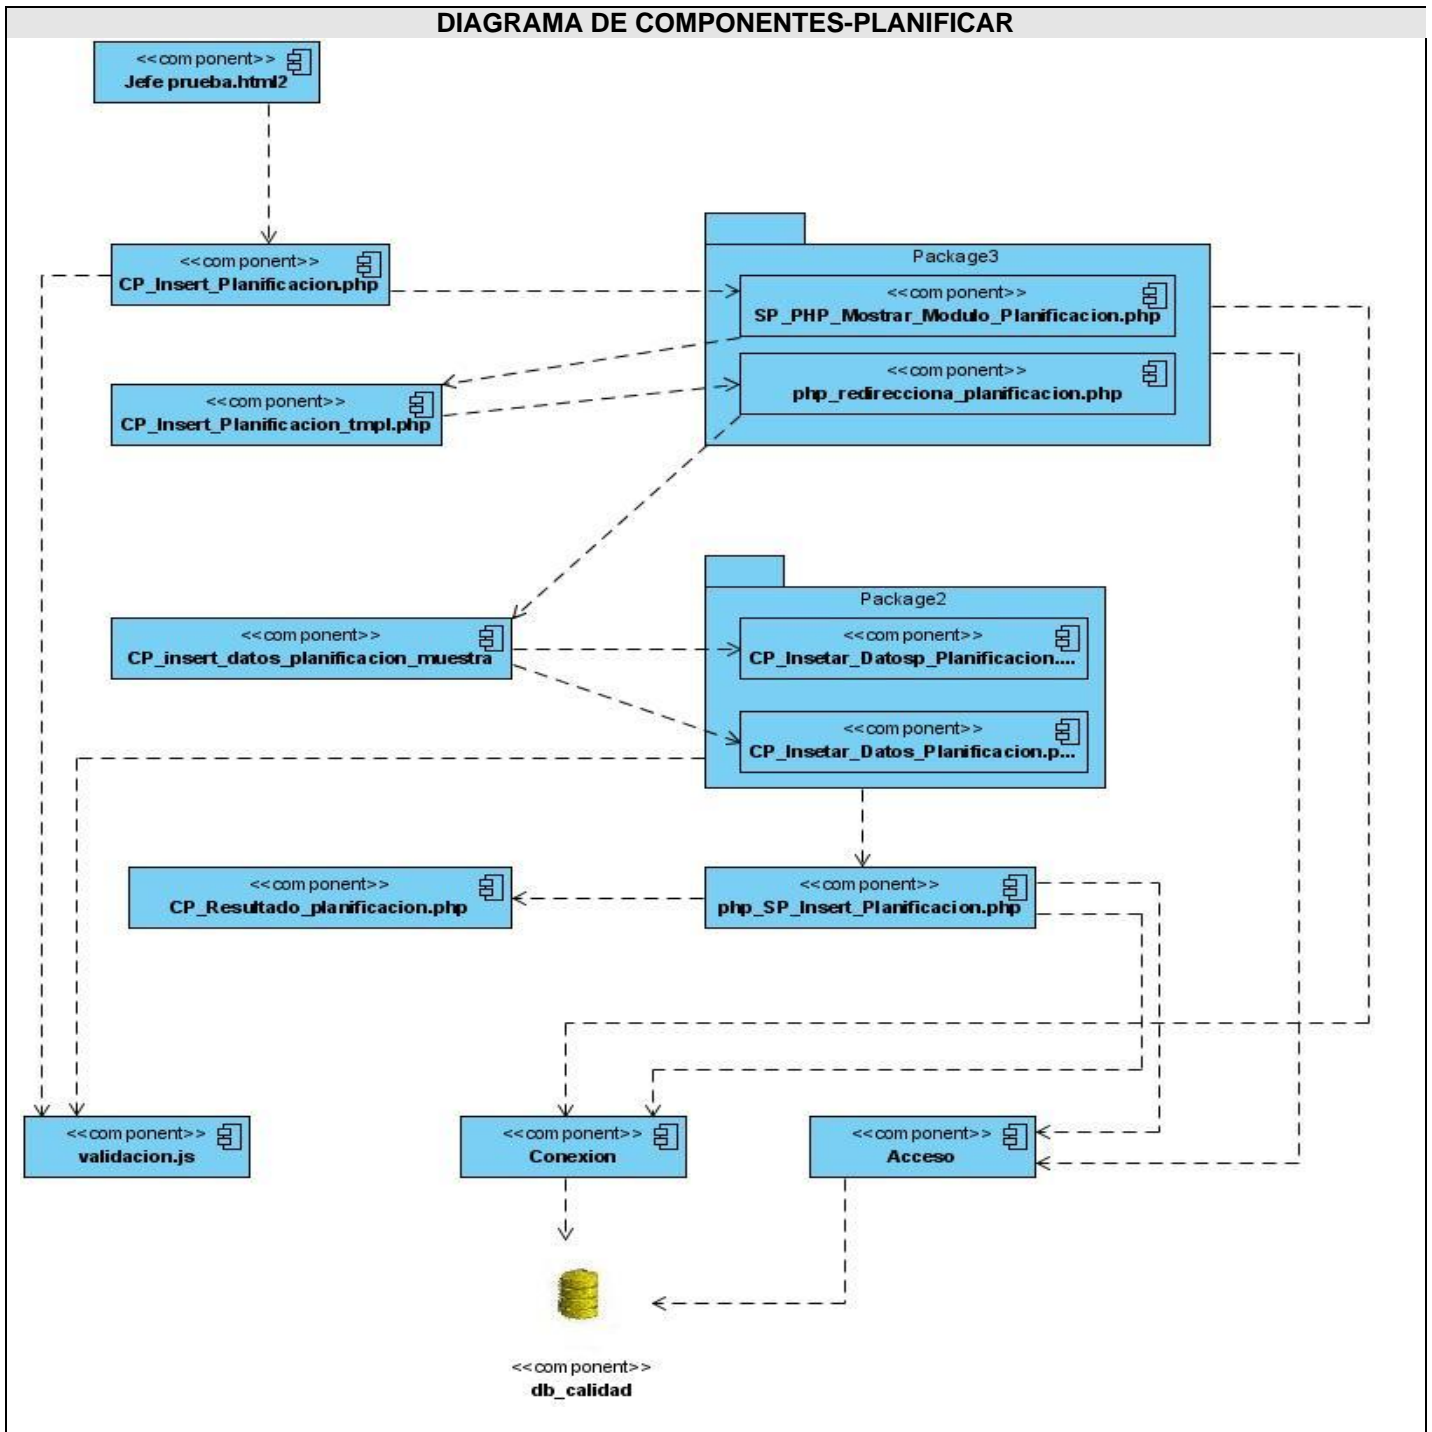 DIAGRAMA DE COMPONENTES-PLANIFICAR
<<component>>
Jefe prueba.html2
<<component>>
CP_Insert_Planificacion.php
Package3
<<component>>
SP_PHP_Mostrar_Modulo_Planificacion.php
<<component>>
php_redirecciona_planificacion.php
<<component>>
CP_Insert_Planificacion_tmpl.php
Package2
<<component>>
CP_insert_datos_planificacion_muestra
<<component>>
CP_Insetar_Datosp_Planificacion....
<<component>>
CP_Insetar_Datos_Planificacion.p...
<<component>>
CP_Resultado_planificacion.php
<<component>>
php_SP_Insert_Planificacion.php
<<component>>
validacion.js
<<component>>
Conexion
<<component>>
Acceso
<<component>>
db_calidad